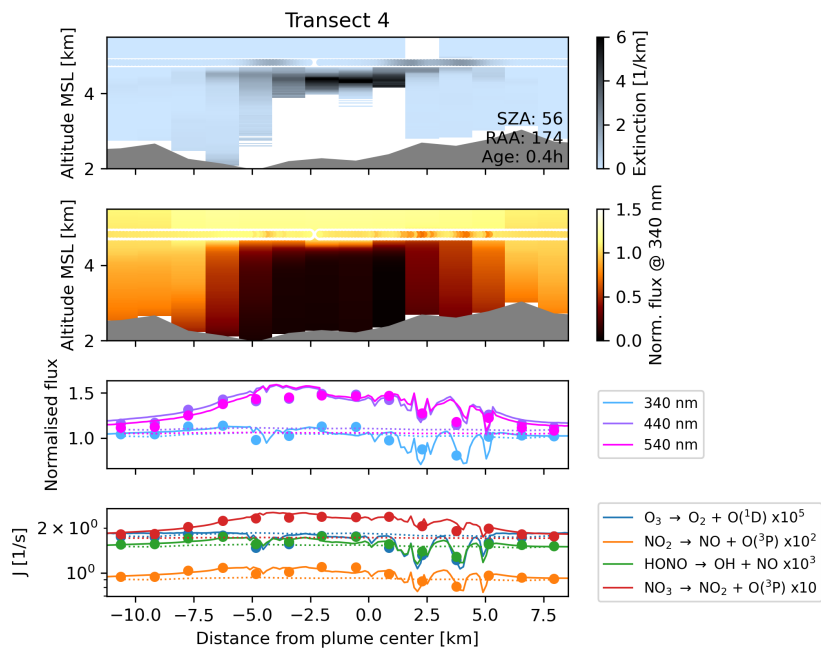 Transect 4
Altitude MSL [km]
4
2
SZA: 56
RAA: 174
Age: 0.4h
6
4
2
0
Extinction [1/km]
Altitude MSL [km]
4
2
1.5
1.0
0.5
0.0
Norm. flux @ 340 nm
Normalised flux
1.5
1.0
340 nm
440 nm
540 nm
J [1/s]
2 × 10⁰
10⁰
O₃ → O₂ + O(¹D) x10⁵
NO₂ → NO + O(³P) x10²
HONO → OH + NO x10³
NO₃ → NO₂ + O(³P) x10
−10.0 −7.5 −5.0 −2.5 0.0 2.5 5.0 7.5
Distance from plume center [km]